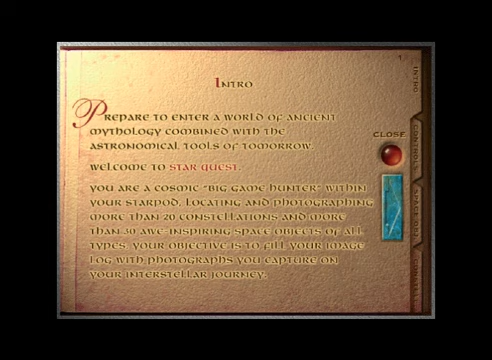 Intro
Prepare to enter a world of ancient
mythology combined with the
astronomical tools of tomorrow.
Welcome to Star Quest.
You are a cosmic "big game hunter" within
your starpod, locating and photographing
more than 20 constellations and more
than 30 awe-inspiring space objects of all
types. Your objective is to fill your image
log with photographs you capture on
your interstellar journey.
Close
1
Intro
Controls